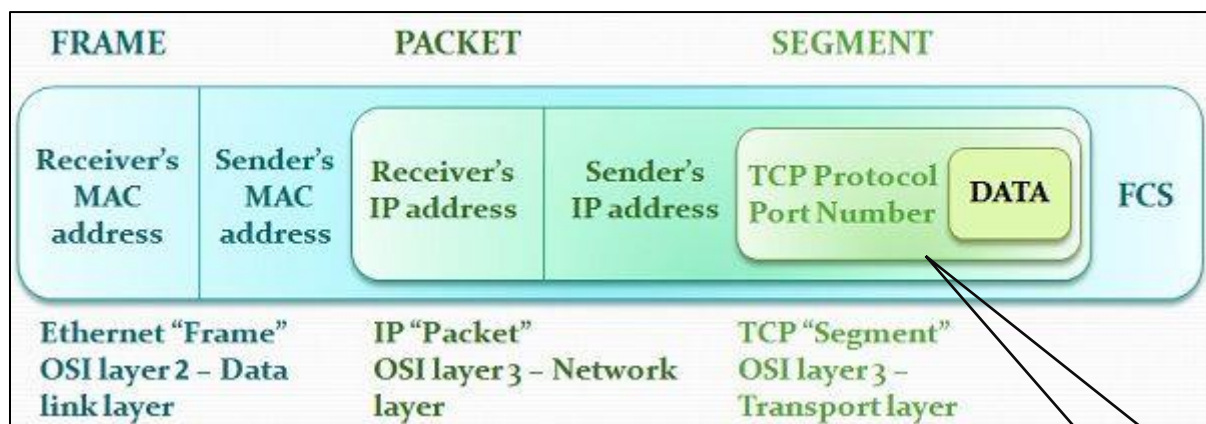 FRAME
PACKET
SEGMENT
Receiver's
MAC
address
Sender's
MAC
address
Receiver's
IP address
Sender's
IP address
TCP Protocol
Port Number
DATA
FCS
Ethernet “Frame”
OSI layer 2 – Data
link layer
IP “Packet”
OSI layer 3 – Network
layer
TCP “Segment”
OSI layer 3 –
Transport layer